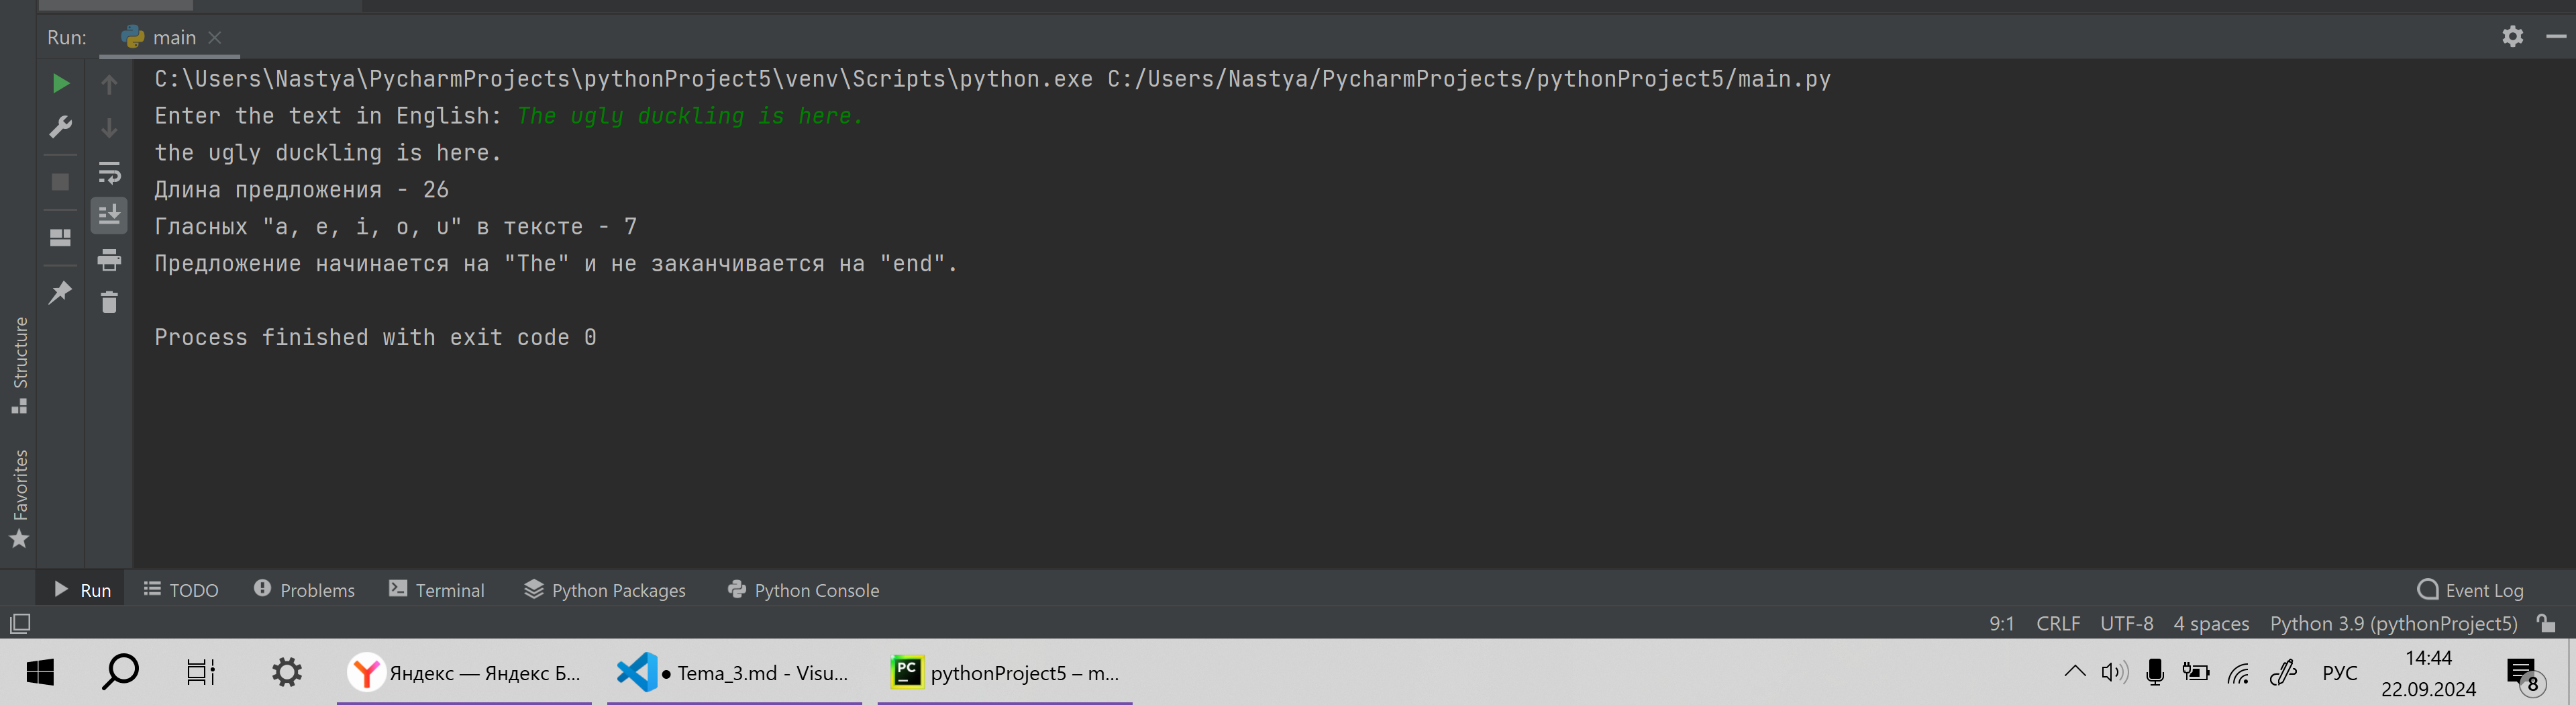 Run: main
C:\Users\Nastya\PycharmProjects\pythonProject5\venv\Scripts\python.exe C:/Users/Nastya/PycharmProjects/pythonProject5/main.py
Enter the text in English: The ugly duckling is here.
the ugly duckling is here.
Длина предложения - 26
Гласных "a, e, i, o, u" в тексте - 7
Предложение начинается на "The" и не заканчивается на "end".
Process finished with exit code 0
Structure
Favorites
Run TODO Problems Terminal Python Packages Python Console Event Log
9:1 CRLF UTF-8 4 spaces Python 3.9 (pythonProject5)
Яндекс — Яндекс Б... ● Tema_3.md - Visu... PC pythonProject5 – m... РУС 14:44
22.09.2024 8